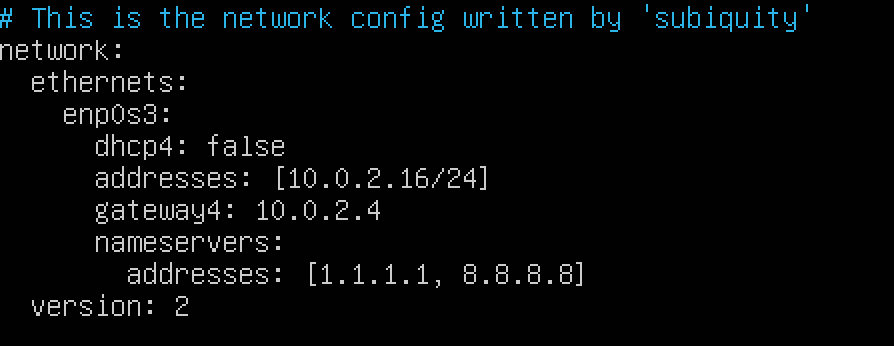 # This is the network config written by 'subiquity'
network:
  ethernets:
    enp0s3:
      dhcp4: false
      addresses: [10.0.2.16/24]
      gateway4: 10.0.2.4
      nameservers:
        addresses: [1.1.1.1, 8.8.8.8]
  version: 2